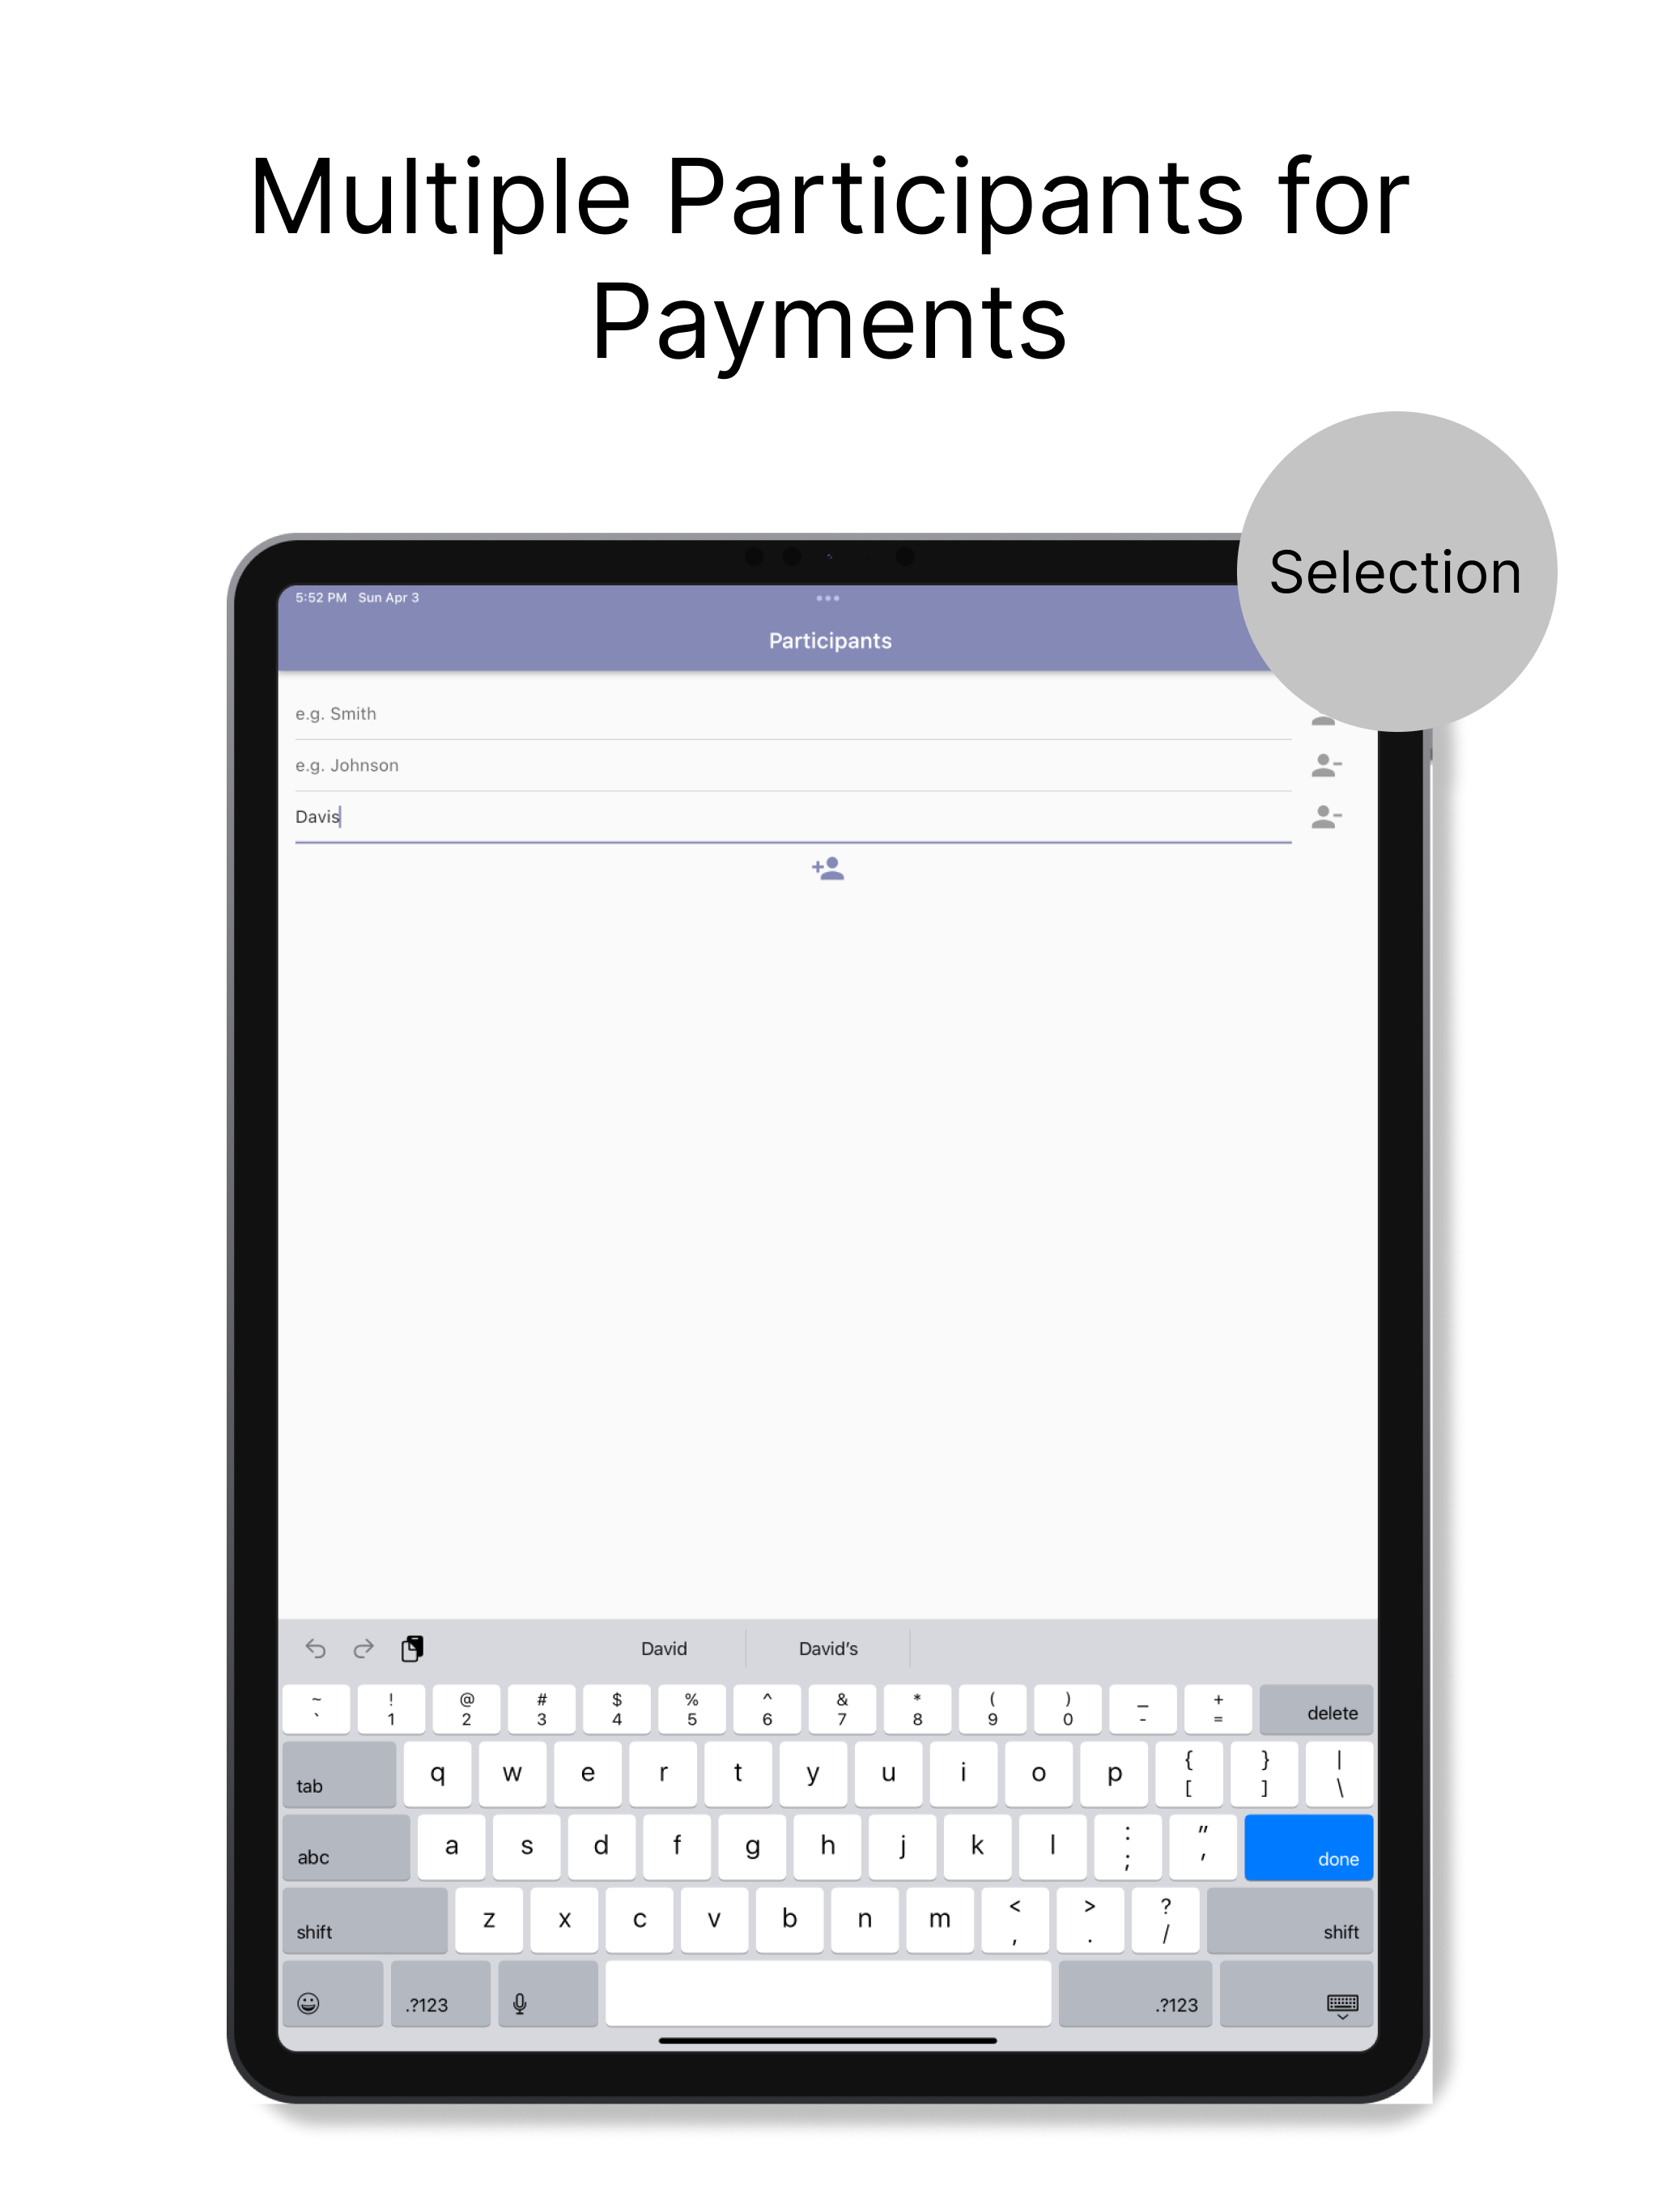 Multiple Participants for
Payments
Selection
5:52 PM Sun Apr 3
Participants
e.g. Smith
e.g. Johnson
Davis
David David's
~ ! @ # $ % ^ & * ( ) _ +
` 1 2 3 4 5 6 7 8 9 0 - = delete
tab q w e r t y u i o p { [ } ] | \
abc a s d f g h j k l : ; " ' done
shift z x c v b n m < , > . ? / shift
.?123 .?123